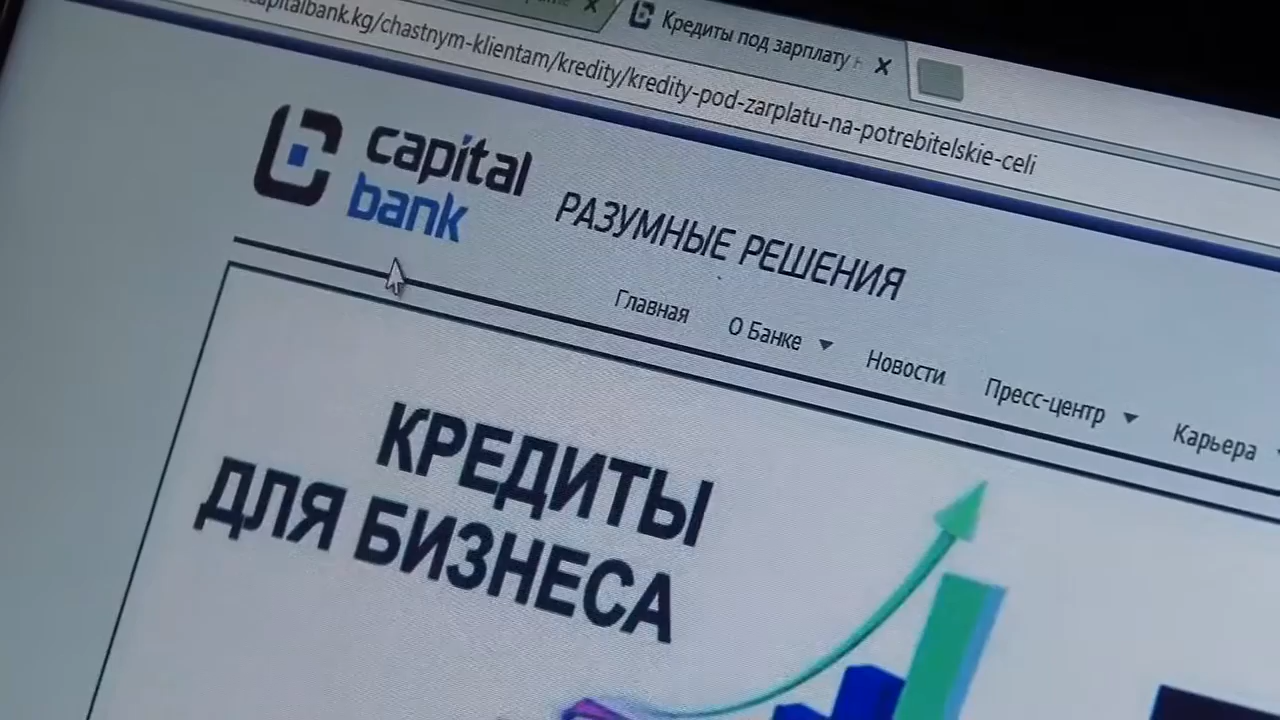 Кредиты под зарплату
capitalbank.kg/chastnym-klientam/kredity/kredity-pod-zarplatu-na-potrebitelskie-celi
capital
bank
РАЗУМНЫЕ РЕШЕНИЯ
Главная
О Банке
Новости
Пресс-центр
Карьера
КРЕДИТЫ
ДЛЯ БИЗНЕСА